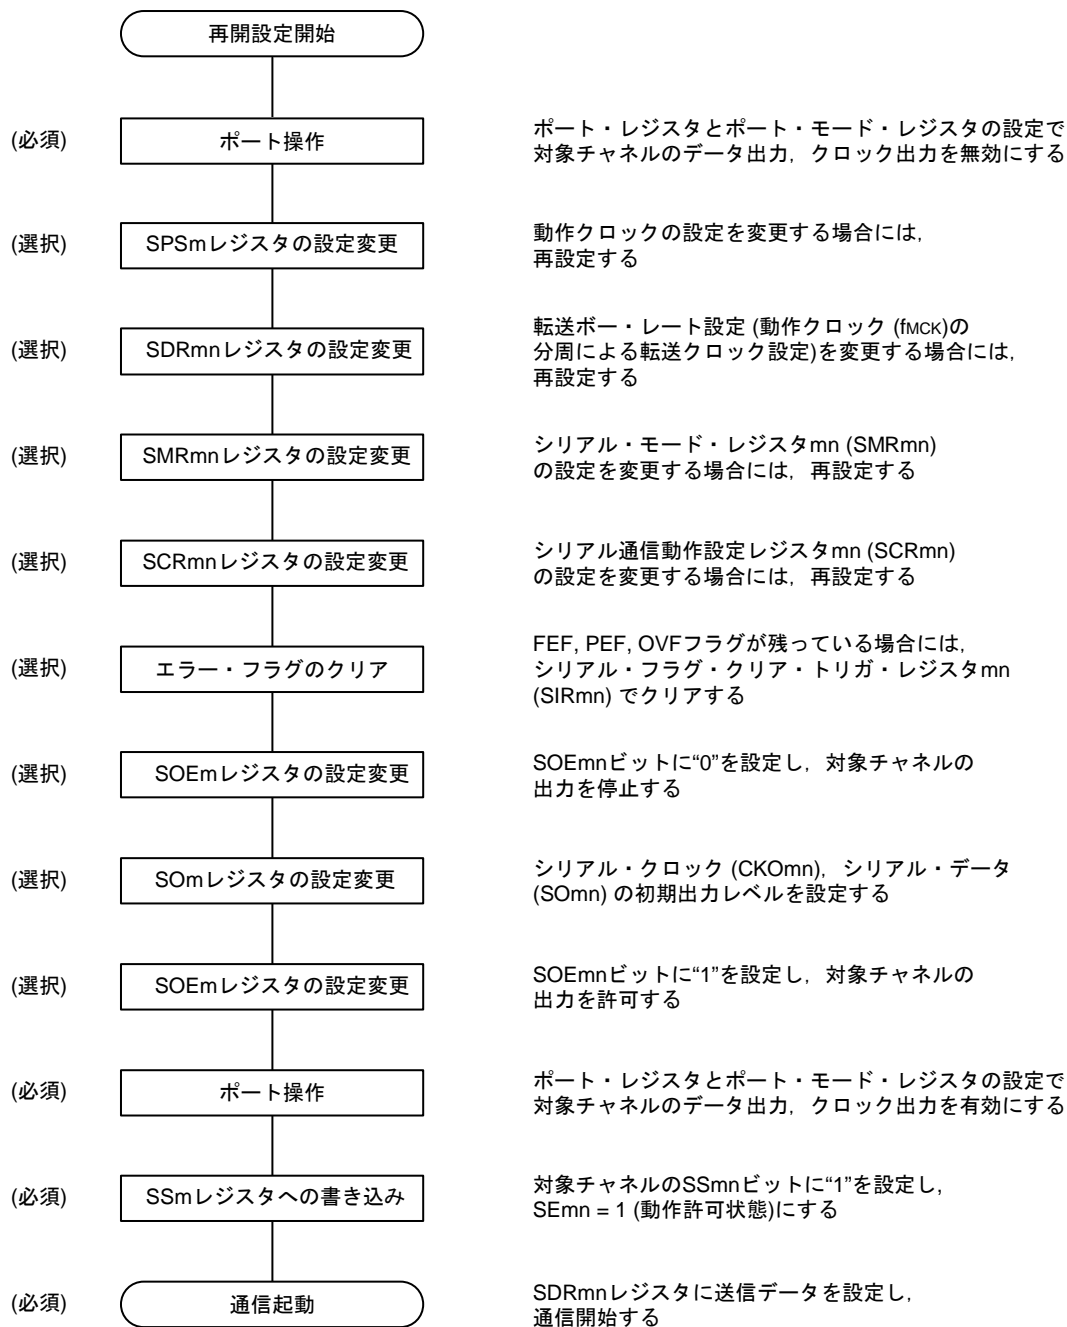 再開設定開始
(必須)
ポート操作
ポート・レジスタとポート・モード・レジスタの設定で
対象チャネルのデータ出力，クロック出力を無効にする
(選択)
SPSmレジスタの設定変更
動作クロックの設定を変更する場合には，
再設定する
(選択)
SDRmnレジスタの設定変更
転送ボー・レート設定 (動作クロック (fMCK)の
分周による転送クロック設定)を変更する場合には，
再設定する
(選択)
SMRmnレジスタの設定変更
シリアル・モード・レジスタmn (SMRmn)
の設定を変更する場合には，再設定する
(選択)
SCRmnレジスタの設定変更
シリアル通信動作設定レジスタmn (SCRmn)
の設定を変更する場合には，再設定する
(選択)
エラー・フラグのクリア
FEF, PEF, OVFフラグが残っている場合には，
シリアル・フラグ・クリア・トリガ・レジスタmn
(SIRmn) でクリアする
(選択)
SOEmレジスタの設定変更
SOEmnビットに“0”を設定し，対象チャネルの
出力を停止する
(選択)
SOmレジスタの設定変更
シリアル・クロック (CKOmn)，シリアル・データ
(SOmn) の初期出力レベルを設定する
(選択)
SOEmレジスタの設定変更
SOEmnビットに“1”を設定し，対象チャネルの
出力を許可する
(必須)
ポート操作
ポート・レジスタとポート・モード・レジスタの設定で
対象チャネルのデータ出力，クロック出力を有効にする
(必須)
SSmレジスタへの書き込み
対象チャネルのSSmnビットに“1”を設定し，
SEmn = 1 (動作許可状態)にする
(必須)
通信起動
SDRmnレジスタに送信データを設定し，
通信開始する